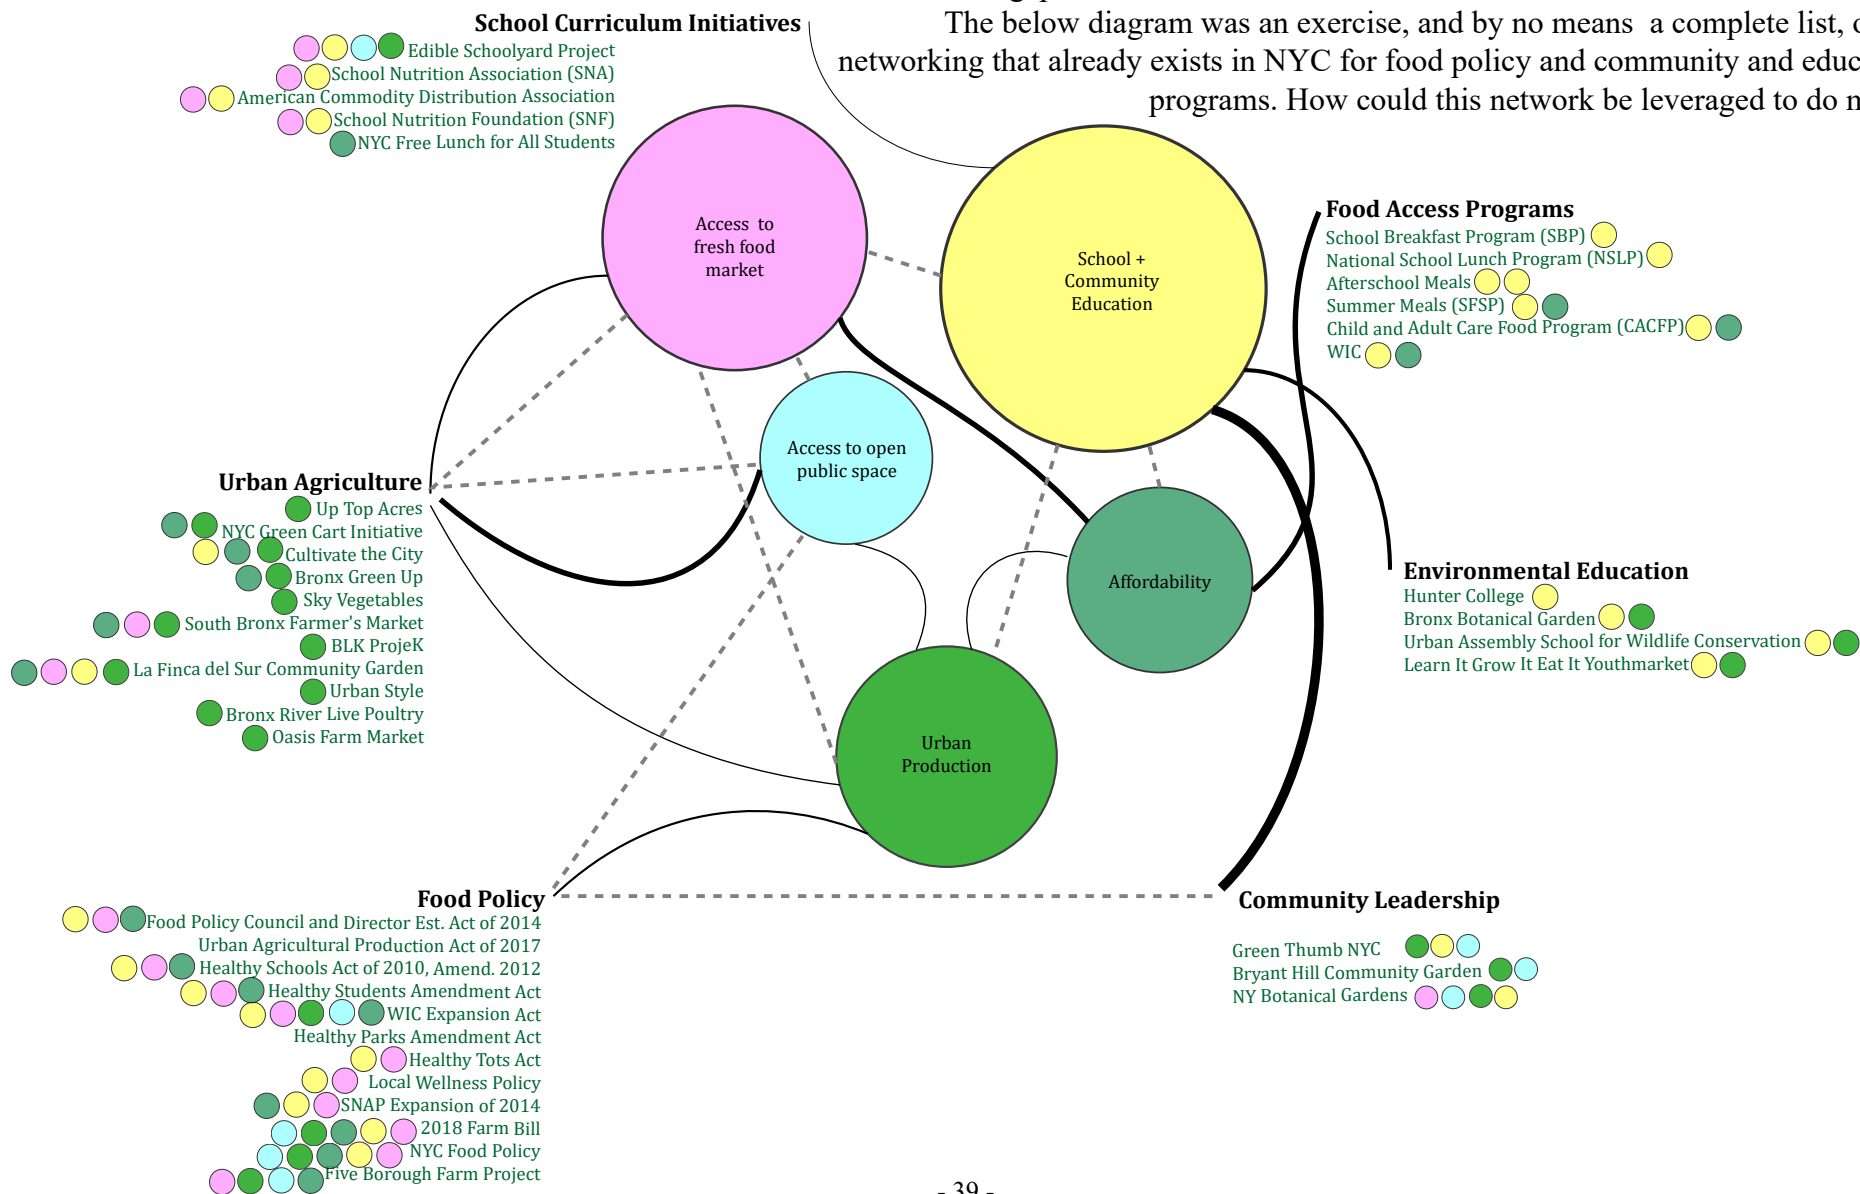 School Curriculum Initiatives
Edible Schoolyard Project
School Nutrition Association (SNA)
American Commodity Distribution Association
School Nutrition Foundation (SNF)
NYC Free Lunch for All Students
The below diagram was an exercise, and by no means a complete list, o
networking that already exists in NYC for food policy and community and educ
programs. How could this network be leveraged to do
Access to
fresh food
market
School +
Community
Education
Food Access Programs
School Breakfast Program (SBP)
National School Lunch Program (NSLP)
Afterschool Meals
Summer Meals (SFSP)
Child and Adult Care Food Program (CACFP)
WIC
Access to open
public space
Urban Agriculture
Up Top Acres
NYC Green Cart Initiative
Cultivate the City
Bronx Green Up
Sky Vegetables
South Bronx Farmer's Market
BLK ProjeK
La Finca del Sur Community Garden
Urban Style
Bronx River Live Poultry
Oasis Farm Market
Affordability
Environmental Education
Hunter College
Bronx Botanical Garden
Urban Assembly School for Wildlife Conservation
Learn It Grow It Eat It Youthmarket
Urban
Production
Food Policy
Food Policy Council and Director Est. Act of 2014
Urban Agricultural Production Act of 2017
Healthy Schools Act of 2010, Amend. 2012
Healthy Students Amendment Act
WIC Expansion Act
Healthy Parks Amendment Act
Healthy Tots Act
Local Wellness Policy
SNAP Expansion of 2014
2018 Farm Bill
NYC Food Policy
Five Borough Farm Project
Community Leadership
Green Thumb NYC
Bryant Hill Community Garden
NY Botanical Gardens
- 39 -